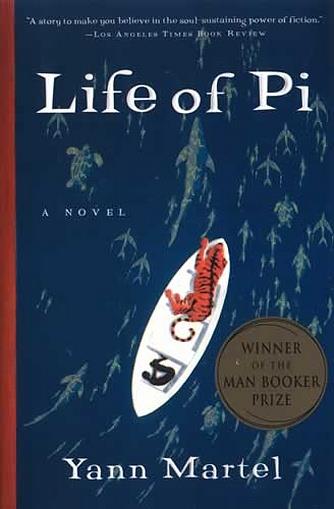 "A story to make you believe in the soul-sustaining power of fiction."
—Los Angeles Times Book Review
Life of Pi
A NOVEL
WINNER
OF THE
MAN BOOKER
PRIZE
Yann Martel